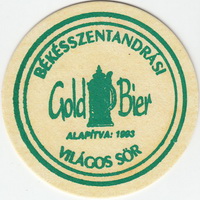 BÉKÉSSZENTANDRÁSI
Gold Bier
ALAPÍTVA: 1993
VILÁGOS SÖR